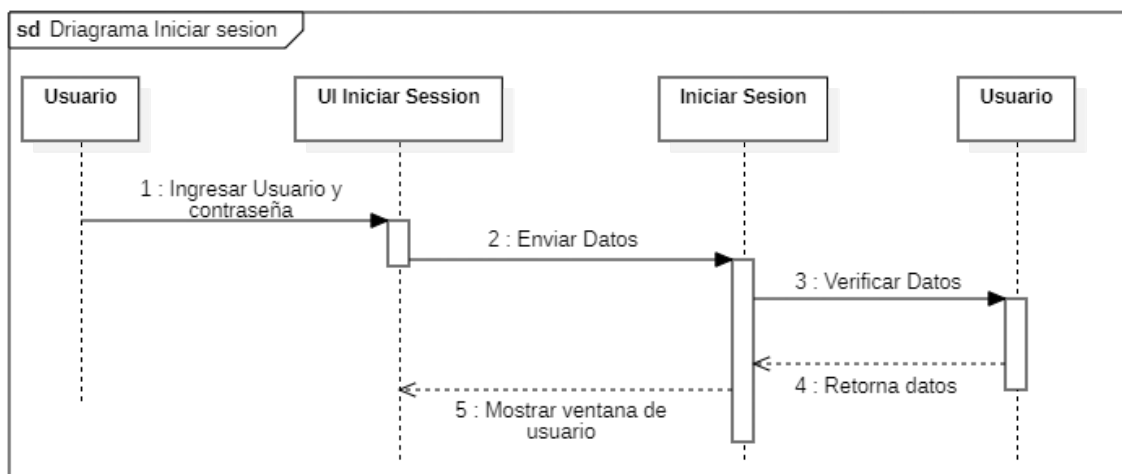 sd Driagrama Iniciar sesion
Usuario
UI Iniciar Session
Iniciar Sesion
Usuario
1 : Ingresar Usuario y
contraseña
2 : Enviar Datos
3 : Verificar Datos
4 : Retorna datos
5 : Mostrar ventana de
usuario